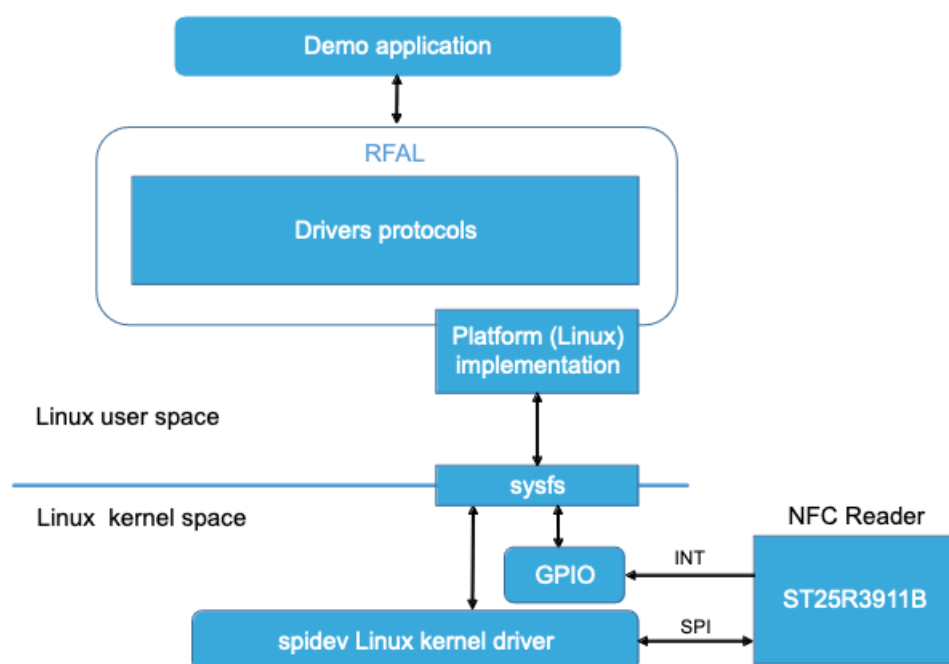 Demo application
RFAL
Drivers protocols
Platform (Linux)
implementation
Linux user space
sysfs
Linux kernel space
NFC Reader
GPIO
INT
ST25R3911B
spidev Linux kernel driver
SPI